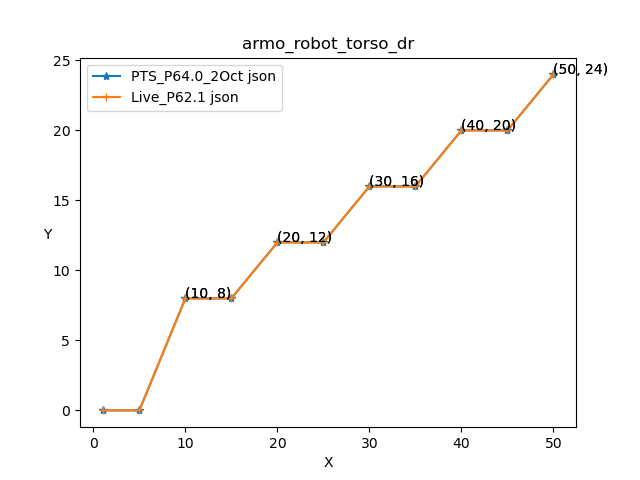 armo_robot_torso_dr
PTS_P64.0_2Oct json
Live_P62.1 json
25
20
15
10
5
0
Y
(50, 24)
(40, 20)
(30, 16)
(20, 12)
(10, 8)
0 10 20 30 40 50
X